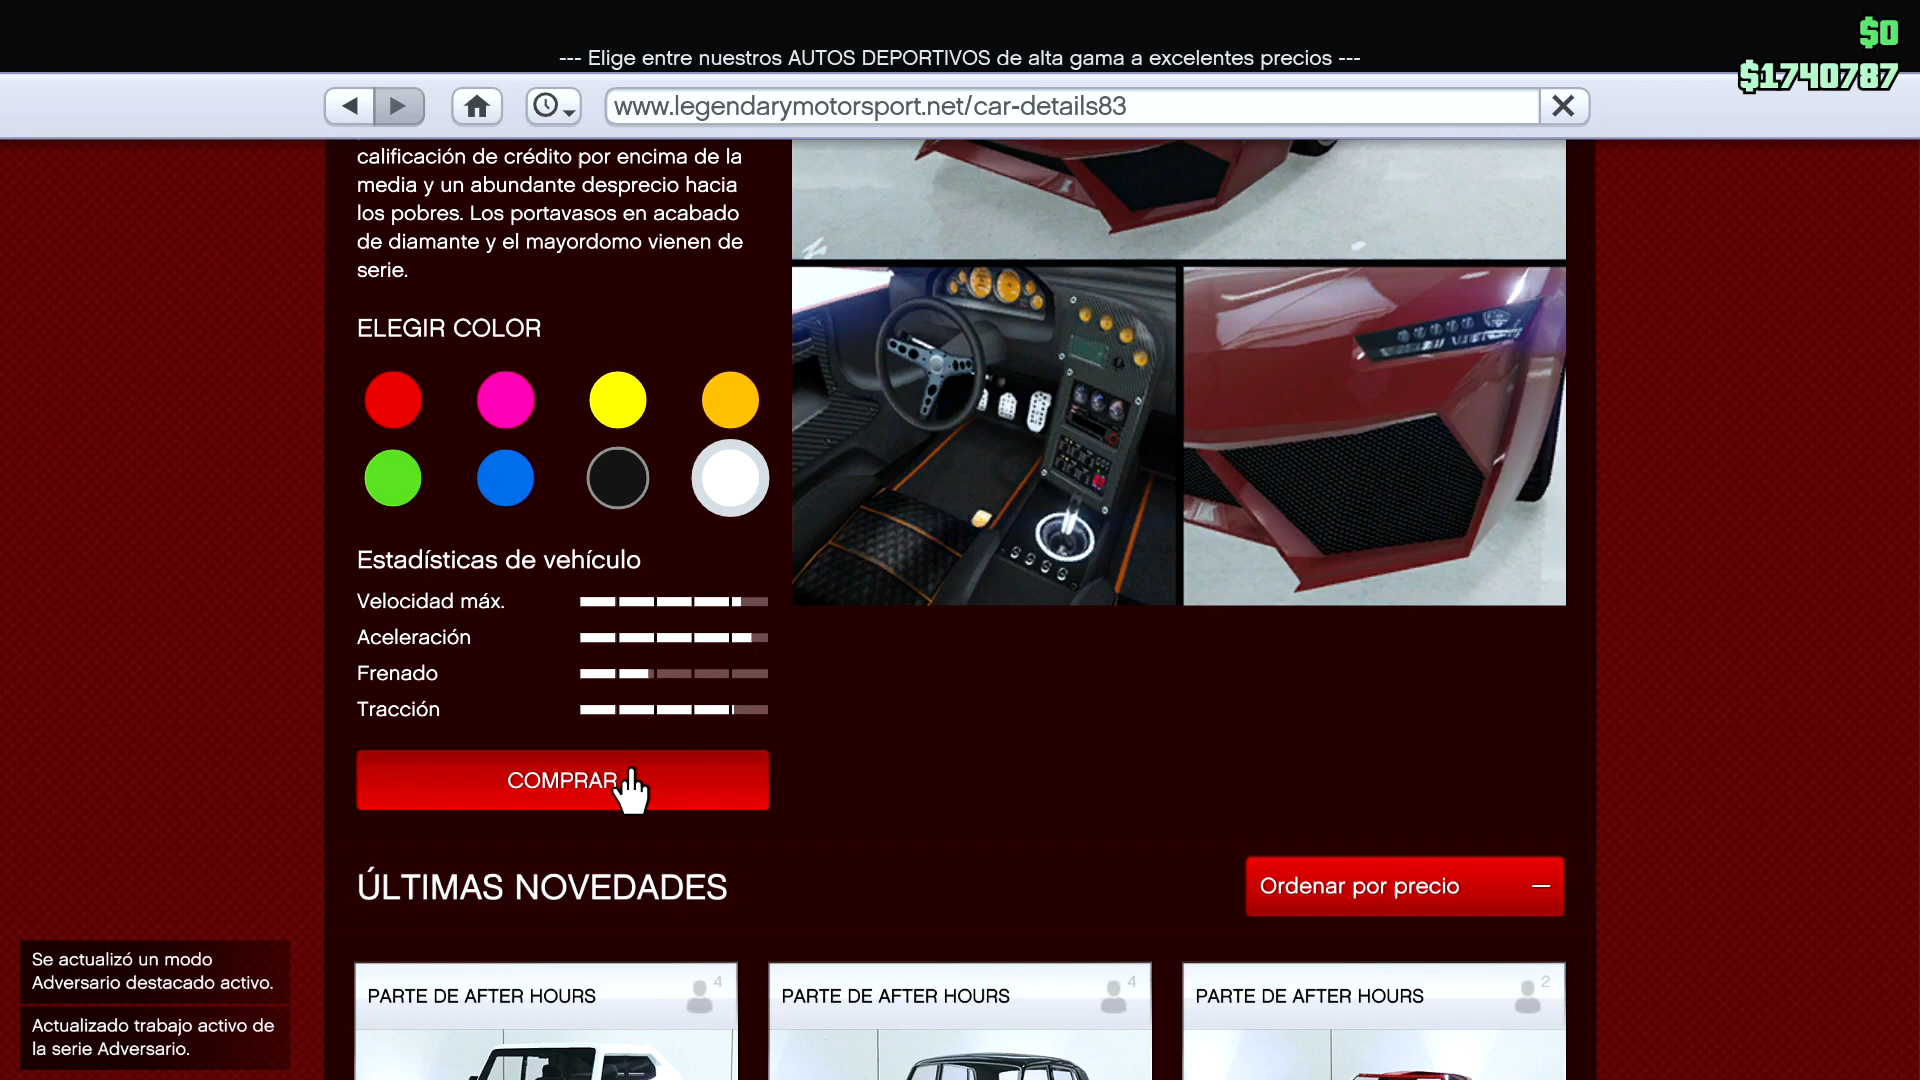 $0
--- Elige entre nuestros AUTOS DEPORTIVOS de alta gama a excelentes precios ---
$1740787
www.legendarymotorsport.net/car-details83
calificación de crédito por encima de la
media y un abundante desprecio hacia
los pobres. Los portavasos en acabado
de diamante y el mayordomo vienen de
serie.
ELEGIR COLOR
Estadísticas de vehículo
Velocidad máx.
Aceleración
Frenado
Tracción
COMPRAR
ÚLTIMAS NOVEDADES
Ordenar por precio
Se actualizó un modo
Adversario destacado activo.
Actualizado trabajo activo de
la serie Adversario.
PARTE DE AFTER HOURS
4
PARTE DE AFTER HOURS
4
PARTE DE AFTER HOURS
2